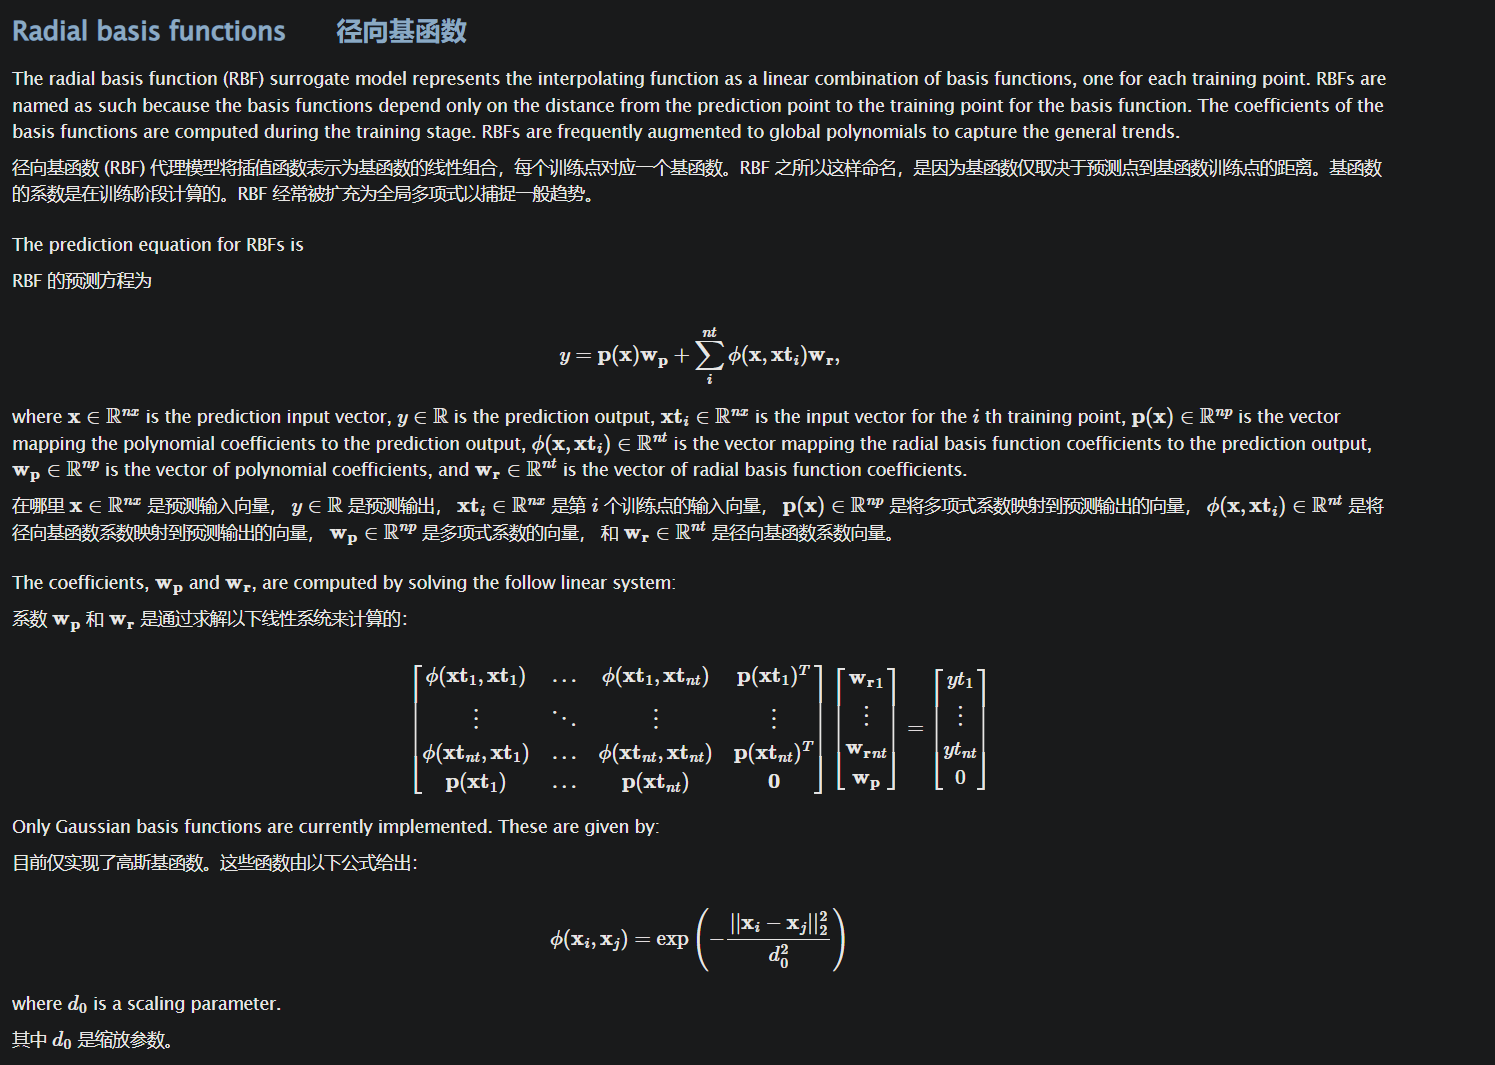 Radial basis functions 径向基函数
The radial basis function (RBF) surrogate model represents the interpolating function as a linear combination of basis functions, one for each training point. RBFs are
named as such because the basis functions depend only on the distance from the prediction point to the training point for the basis function. The coefficients of the
basis functions are computed during the training stage. RBFs are frequently augmented to global polynomials to capture the general trends.
径向基函数 (RBF) 代理模型将插值函数表示为基函数的线性组合，每个训练点对应一个基函数。RBF 之所以这样命名，是因为基函数仅取决于预测点到基函数训练点的距离。基函数
的系数是在训练阶段计算的。RBF 经常被扩充为全局多项式以捕捉一般趋势。
The prediction equation for RBFs is
RBF 的预测方程为
$y = \mathbf{p}(\mathbf{x})\mathbf{w_p} + \sum_{i}^{nt} \phi(\mathbf{x}, \mathbf{xt}_i)\mathbf{w_r},$
where $\mathbf{x} \in \mathbb{R}^{nx}$ is the prediction input vector, $y \in \mathbb{R}$ is the prediction output, $\mathbf{xt}_i \in \mathbb{R}^{nx}$ is the input vector for the $i$ th training point, $\mathbf{p}(\mathbf{x}) \in \mathbb{R}^{np}$ is the vector
mapping the polynomial coefficients to the prediction output, $\phi(\mathbf{x}, \mathbf{xt}_i) \in \mathbb{R}^{nt}$ is the vector mapping the radial basis function coefficients to the prediction output,
$\mathbf{w_p} \in \mathbb{R}^{np}$ is the vector of polynomial coefficients, and $\mathbf{w_r} \in \mathbb{R}^{nt}$ is the vector of radial basis function coefficients.
在哪里 $\mathbf{x} \in \mathbb{R}^{nx}$ 是预测输入向量， $y \in \mathbb{R}$ 是预测输出， $\mathbf{xt}_i \in \mathbb{R}^{nx}$ 是第 $i$ 个训练点的输入向量， $\mathbf{p}(\mathbf{x}) \in \mathbb{R}^{np}$ 是将多项式系数映射到预测输出的向量， $\phi(\mathbf{x}, \mathbf{xt}_i) \in \mathbb{R}^{nt}$ 是将
径向基函数系数映射到预测输出的向量， $\mathbf{w_p} \in \mathbb{R}^{np}$ 是多项式系数的向量， 和 $\mathbf{w_r} \in \mathbb{R}^{nt}$ 是径向基函数系数向量。
The coefficients, $\mathbf{w_p}$ and $\mathbf{w_r}$, are computed by solving the follow linear system:
系数 $\mathbf{w_p}$ 和 $\mathbf{w_r}$ 是通过求解以下线性系统来计算的：
$\begin{bmatrix} \phi(\mathbf{xt}_1, \mathbf{xt}_1) & \dots & \phi(\mathbf{xt}_1, \mathbf{xt}_{nt}) & \mathbf{p}(\mathbf{xt}_1)^T \\ \vdots & \ddots & \vdots & \vdots \\ \phi(\mathbf{xt}_{nt}, \mathbf{xt}_1) & \dots & \phi(\mathbf{xt}_{nt}, \mathbf{xt}_{nt}) & \mathbf{p}(\mathbf{xt}_{nt})^T \\ \mathbf{p}(\mathbf{xt}_1) & \dots & \mathbf{p}(\mathbf{xt}_{nt}) & \mathbf{0} \end{bmatrix} \begin{bmatrix} \mathbf{w_r}_1 \\ \vdots \\ \mathbf{w_r}_{nt} \\ \mathbf{w_p} \end{bmatrix} = \begin{bmatrix} yt_1 \\ \vdots \\ yt_{nt} \\ 0 \end{bmatrix}$
Only Gaussian basis functions are currently implemented. These are given by:
目前仅实现了高斯基函数。这些函数由以下公式给出：
$\phi(\mathbf{x}_i, \mathbf{x}_j) = \exp\left(-\frac{||\mathbf{x}_i - \mathbf{x}_j||_2^2}{d_0^2}\right)$
where $d_0$ is a scaling parameter.
其中 $d_0$ 是缩放参数。